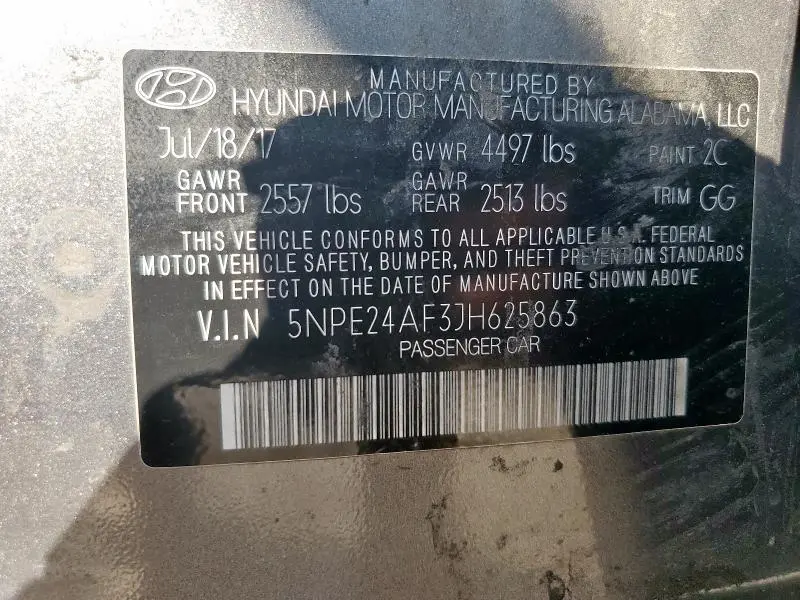 MANUFACTURED BY
HYUNDAI MOTOR MANUFACTURING ALABAMA, LLC
Jul/18/17 GVWR 4497 lbs PAINT 2C
GAWR FRONT 2557 lbs GAWR REAR 2513 lbs TRIM GG
THIS VEHICLE CONFORMS TO ALL APPLICABLE U.S.A. FEDERAL
MOTOR VEHICLE SAFETY, BUMPER, AND THEFT PREVENTION STANDARDS
IN EFFECT ON THE DATE OF MANUFACTURE SHOWN ABOVE
V.I.N 5NPE24AF3JH625863
PASSENGER CAR